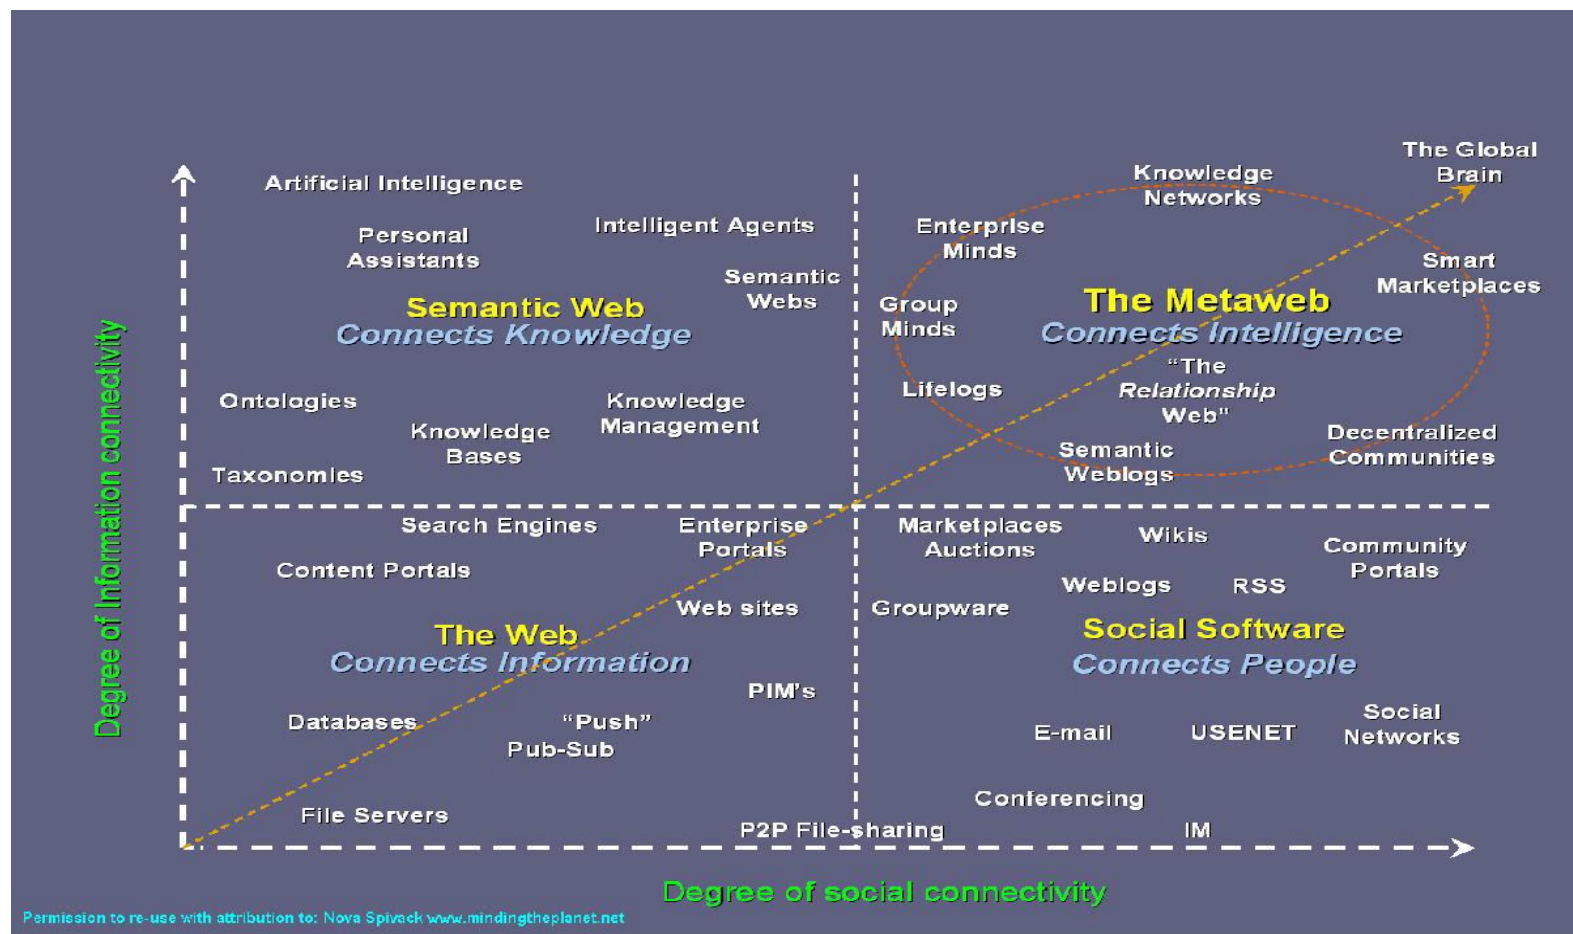 The Global
Brain
Knowledge
Networks
Artificial Intelligence
Intelligent Agents
Enterprise
Minds
Personal
Assistants
Smart
Marketplaces
Semantic
Webs
Semantic Web
Connects Knowledge
Group
Minds
The Metaweb
Connects Intelligence
“The
Relationship
Web”
Lifelogs
Ontologies
Knowledge
Management
Knowledge
Bases
Semantic
Weblogs
Decentralized
Communities
Taxonomies
Degree of Information connectivity
Search Engines
Enterprise
Portals
Marketplaces
Auctions
Wikis
Community
Portals
Content Portals
Weblogs
RSS
Web sites
Groupware
The Web
Connects Information
Social Software
Connects People
PIM's
Databases
“Push”
Pub-Sub
E-mail
USENET
Social
Networks
Conferencing
File Servers
P2P File-sharing
IM
Degree of social connectivity
Permission to re-use with attribution to: Nova Spivack www.mindingtheplanet.net